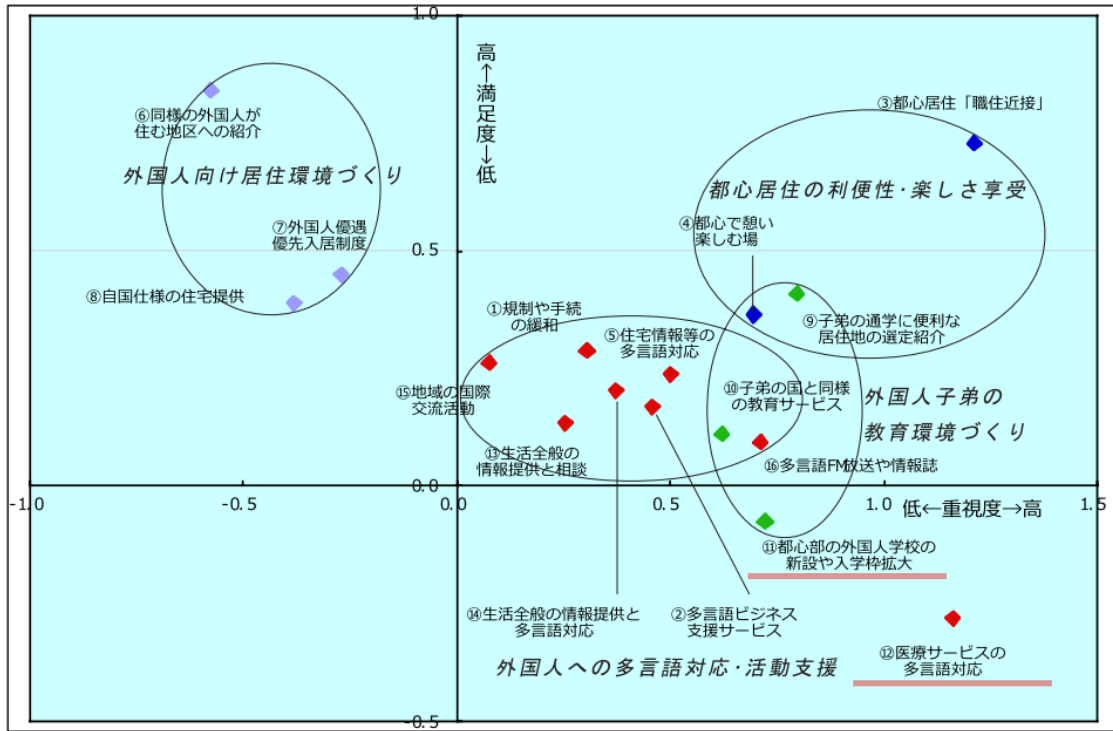 1.0
高←満足度→低
③都心居住「職住近接」
⑥同様の外国人が
住む地区への紹介
外国人向け居住環境づくり
都心居住の利便性・楽しさ享受
⑦外国人優遇
優先入居制度
④都心で憩い
楽しむ場
0.5
⑧自国仕様の住宅提供
①規制や手続
の緩和
⑤住宅情報等の
多言語対応
⑨子弟の通学に便利な
居住地の選定紹介
⑮地域の国際
交流活動
⑩子弟の国と同様
の教育サービス
外国人子弟の
教育環境づくり
⑬生活全般の
情報提供と相談
⑯多言語FM放送や情報誌
0.0
-1.0
-0.5
0.0
0.5
1.0
1.5
低←重視度→高
⑪都心部の外国人学校の
新設や入学枠拡大
⑭生活全般の情報提供と
多言語対応
②多言語ビジネス
支援サービス
⑫医療サービスの
多言語対応
外国人への多言語対応・活動支援
-0.5